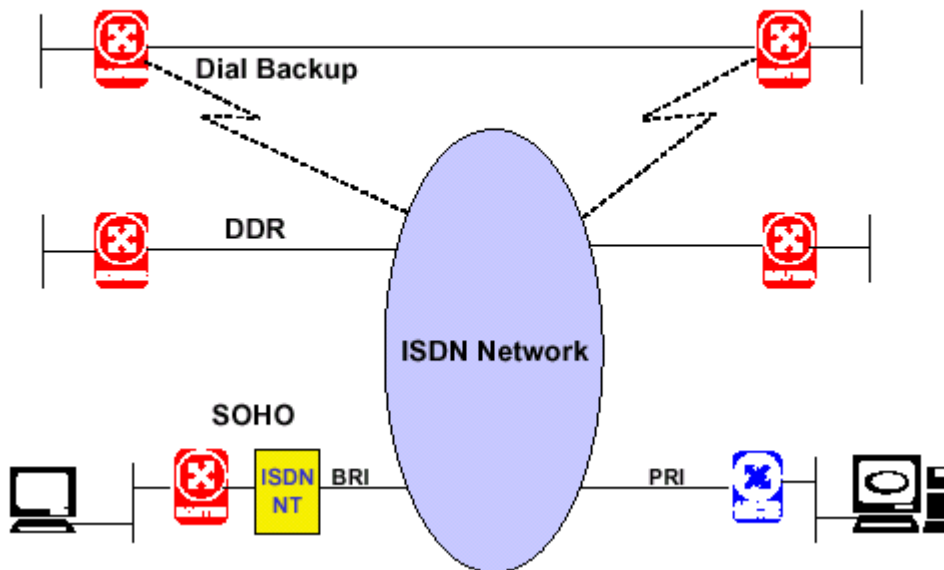 Dial Backup
DDR
ISDN Network
SOHO
ISDN
NT
BRI
PRI